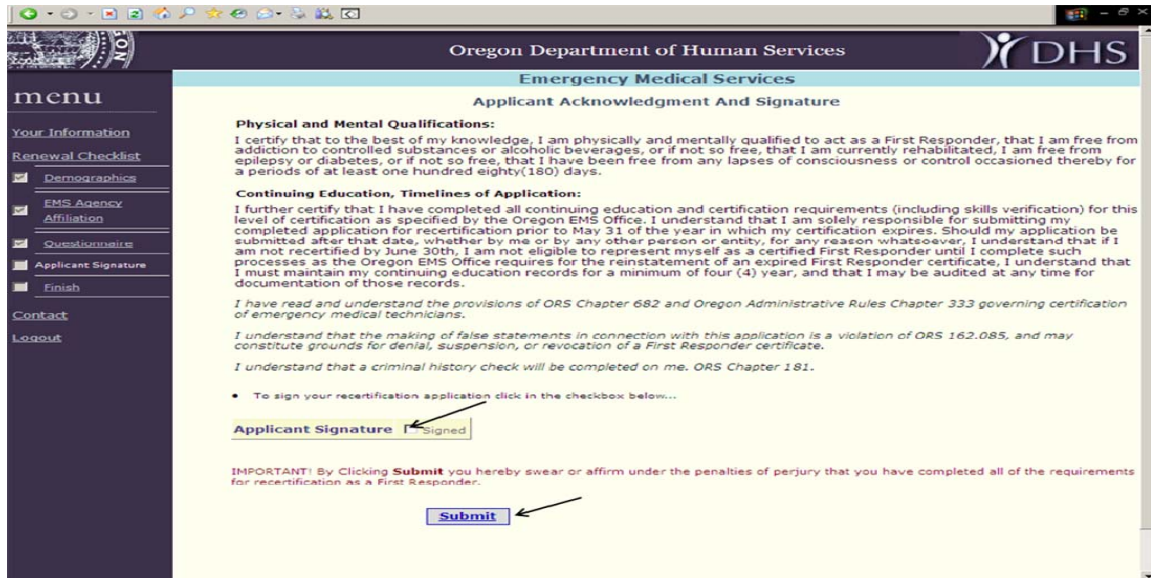 Oregon Department of Human Services
DHS
Emergency Medical Services
menu
Your Information
Renewal Checklist
Demographics
EMS Agency
Affiliation
Questionnaire
Applicant Signature
Finish
Contact
Logout
Applicant Acknowledgment And Signature
Physical and Mental Qualifications:
I certify that to the best of my knowledge, I am physically and mentally qualified to act as a First Responder, that I am free from
addiction to controlled substances or alcoholic beverages, or if not so free, that I am currently rehabilitated, I am free from
epilepsy or diabetes, or if not so free, that I have been free from any lapses of consciousness or control occasioned thereby for
a periods of at least one hundred eighty(180) days.
Continuing Education, Timelines of Application:
I further certify that I have completed all continuing education and certification requirements (including skills verification) for this
level of certification as specified by the Oregon EMS Office. I understand that I am solely responsible for submitting my
completed application for recertification prior to May 31 of the year in which my certification expires. Should my application be
submitted after that date, whether by me or by any other person or entity, for any reason whatsoever, I understand that if I
am not recertified by June 30th, I am not eligible to represent myself as a certified First Responder until I complete such
processes as the Oregon EMS Office requires for the reinstatement of an expired First Responder certificate, I understand that
I must maintain my continuing education records for a minimum of four (4) year, and that I may be audited at any time for
documentation of those records.
I have read and understand the provisions of ORS Chapter 682 and Oregon Administrative Rules Chapter 333 governing certification
of emergency medical technicians.
I understand that the making of false statements in connection with this application is a violation of ORS 162.085, and may
constitute grounds for denial, suspension, or revocation of a First Responder certificate.
I understand that a criminal history check will be completed on me. ORS Chapter 181.
• To sign your recertification application click in the checkbox below...
Applicant Signature Signed
IMPORTANT! By Clicking Submit you hereby swear or affirm under the penalties of perjury that you have completed all of the requirements
for recertification as a First Responder.
Submit